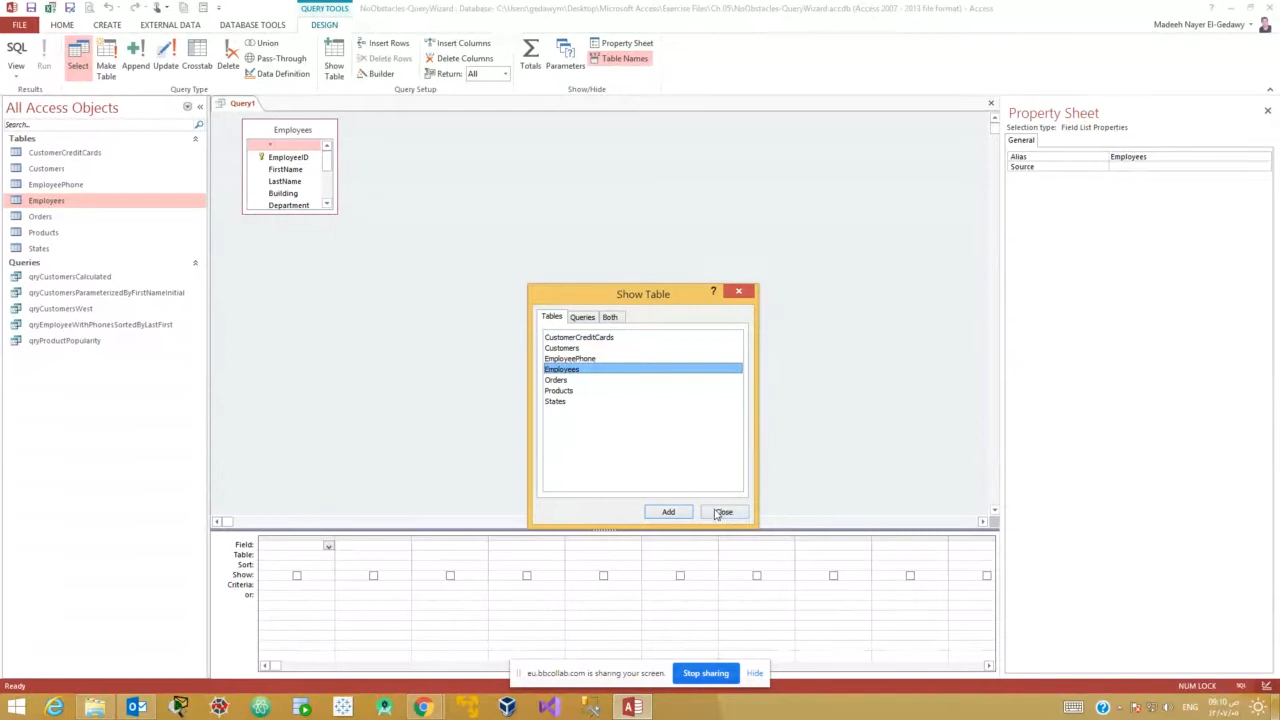 QUERY TOOLS
NoObstacles-QueryWizard : Database- C:\Users\gedawym\Desktop\Microsoft Access\Exercise Files\Ch.05\NoObstacles-QueryWizard.accdb (Access 2007 - 2013 file format) - Access
FILE HOME CREATE EXTERNAL DATA DATABASE TOOLS DESIGN
Madeeh Nayer El-Gedawy
SQL
View
Run
Select
Make Table
Append
Update
Crosstab
Delete
Union
Pass-Through
Data Definition
Show Table
Insert Rows
Delete Rows
Builder
Insert Columns
Delete Columns
Return: All
Totals
Parameters
Property Sheet
Table Names
Results
Query Type
Query Setup
Show/Hide
All Access Objects
Search...
Tables
CustomerCreditCards
Customers
EmployeePhone
Employees
Orders
Products
States
Queries
qryCustomersCalculated
qryCustomersParameterizedByFirstNameInitial
qryCustomersWest
qryEmployeeWithPhonesSortedByLastFirst
qryProductPopularity
Query1
Employees
*
EmployeeID
FirstName
LastName
Building
Department
Show Table
?
Tables Queries Both
CustomerCreditCards
Customers
EmployeePhone
Employees
Orders
Products
States
Add Close
Field:
Table:
Sort:
Show:
Criteria:
or:
Property Sheet
Selection type: Field List Properties
General
Alias Employees
Source
eu.bbcollab.com is sharing your screen. Stop sharing Hide
Ready
NUM LOCK SQL
ENG
09:10 ص